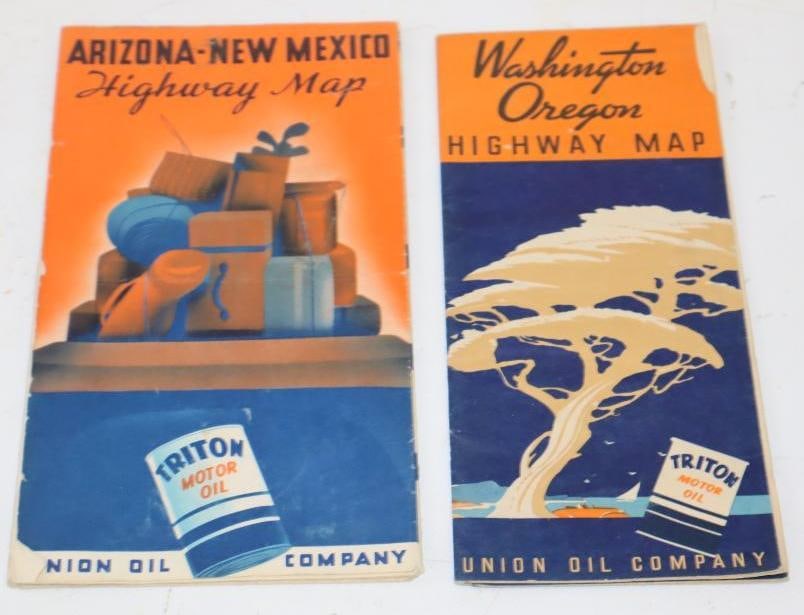 ARIZONA-NEW MEXICO
Highway Map
TRITON
MOTOR
OIL
NION OIL COMPANY
Washington
Oregon
HIGHWAY MAP
TRITON
MOTOR
OIL
UNION OIL COMPANY